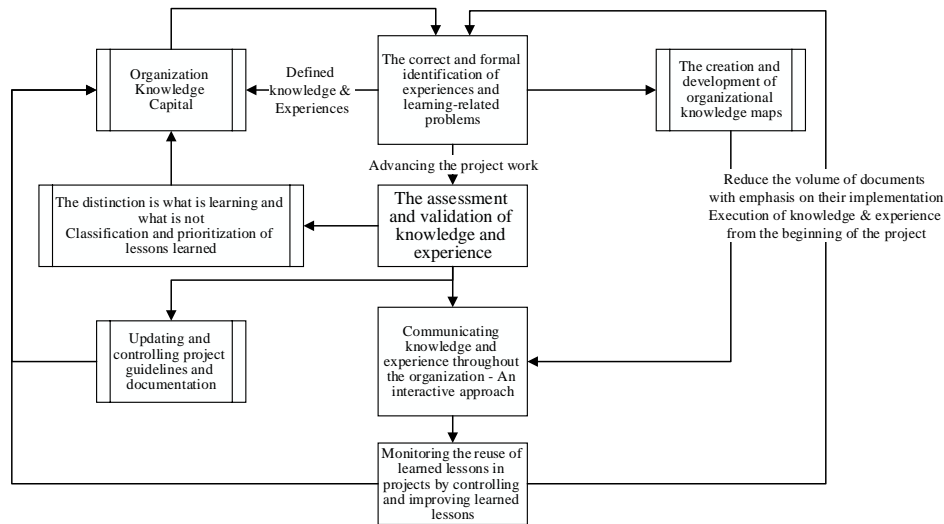 Organization
Knowledge
Capital
Defined
knowledge &
Experiences
The correct and formal
identification of
experiences and
learning-related
problems
The creation and
development of
organizational
knowledge maps
Advancing the project work
Reduce the volume of documents
with emphasis on their implementation
Execution of knowledge & experience
from the beginning of the project
The distinction is what is learning and
what is not
Classification and prioritization of
lessons learned
The assessment
and validation of
knowledge and
experience
Updating and
controlling project
guidelines and
documentation
Communicating
knowledge and
experience throughout
the organization - An
interactive approach
Monitoring the reuse of
learned lessons in
projects by controlling
and improving learned
lessons